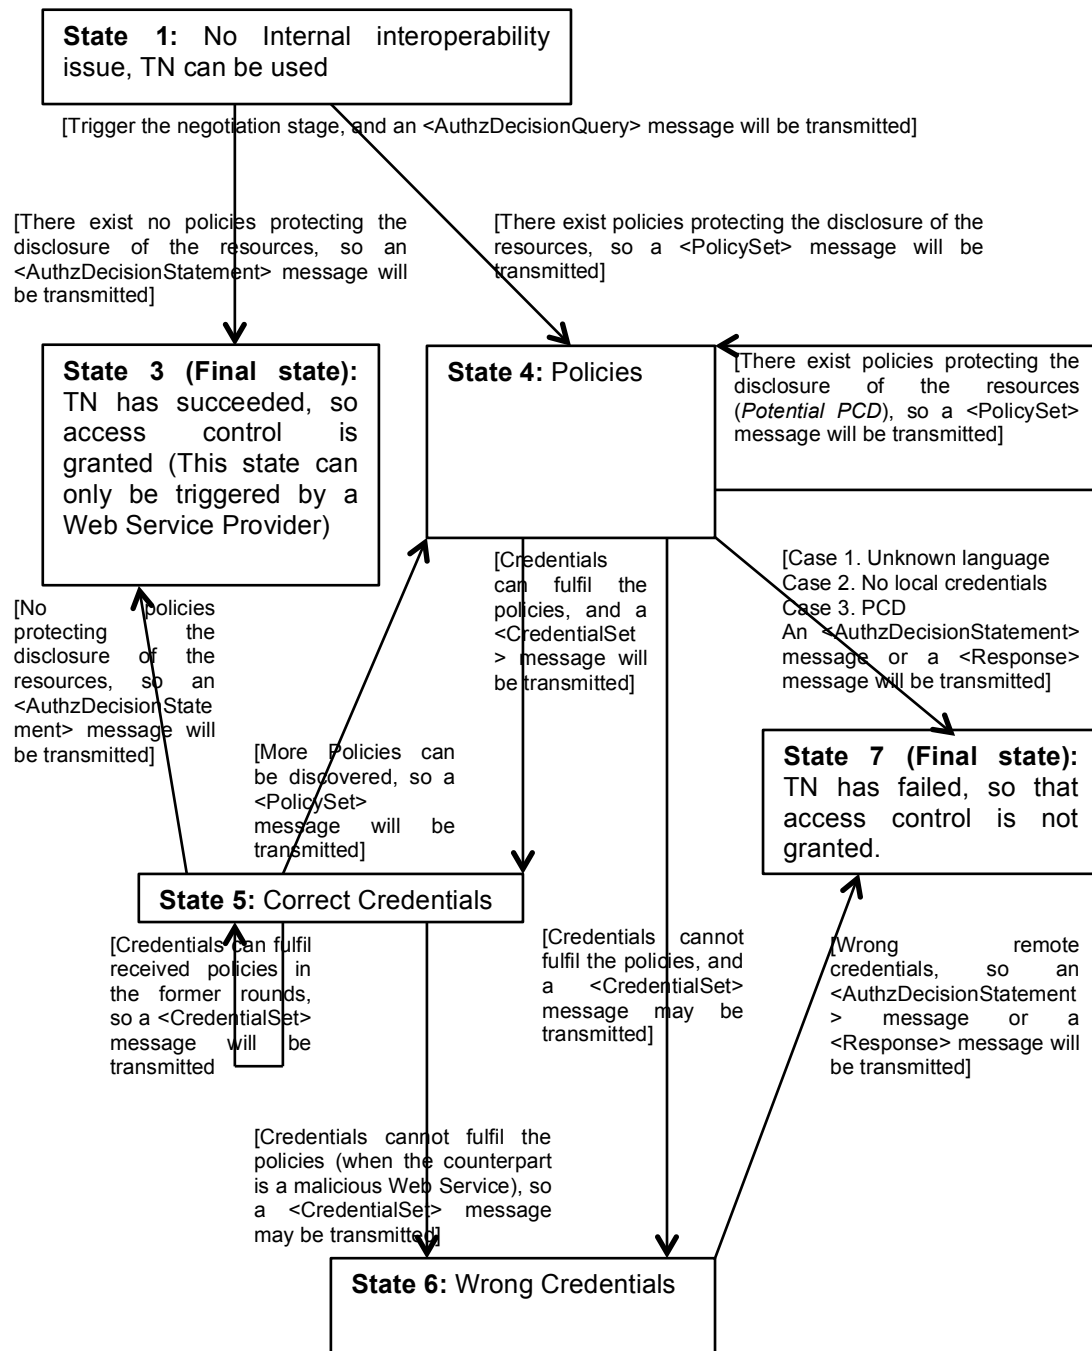 State 1: No Internal interoperability
issue, TN can be used
[Trigger the negotiation stage, and an <AuthzDecisionQuery> message will be transmitted]
[There exist no policies protecting the
disclosure of the resources, so an
<AuthzDecisionStatement> message will
be transmitted]
[There exist policies protecting the disclosure of the
resources, so a <PolicySet> message will be
transmitted]
State 3 (Final state):
TN has succeeded, so
access control is
granted (This state can
only be triggered by a
Web Service Provider)
State 4: Policies
[There exist policies protecting the
disclosure of the resources
(Potential PCD), so a <PolicySet>
message will be transmitted]
[Credentials
can fulfil the
policies, and a
<CredentialSet
> message will
be transmitted]
[Case 1. Unknown language
Case 2. No local credentials
Case 3. PCD
An <AuthzDecisionStatement>
message or a <Response>
message will be transmitted]
[No policies
protecting the
disclosure of the
resources, so an
<AuthzDecisionState
ment> message will
be transmitted]
[More Policies can
be discovered, so a
<PolicySet>
message will be
transmitted]
State 7 (Final state):
TN has failed, so that
access control is not
granted.
State 5: Correct Credentials
[Credentials can fulfil
received policies in
the former rounds,
so a <CredentialSet>
message will be
transmitted
[Credentials cannot
fulfil the policies, and
a <CredentialSet>
message may be
transmitted]
[Wrong remote
credentials, so an
<AuthzDecisionStatement
> message or a
<Response> message will
be transmitted]
[Credentials cannot fulfil the
policies (when the counterpart
is a malicious Web Service), so
a <CredentialSet> message
may be transmitted]
State 6: Wrong Credentials